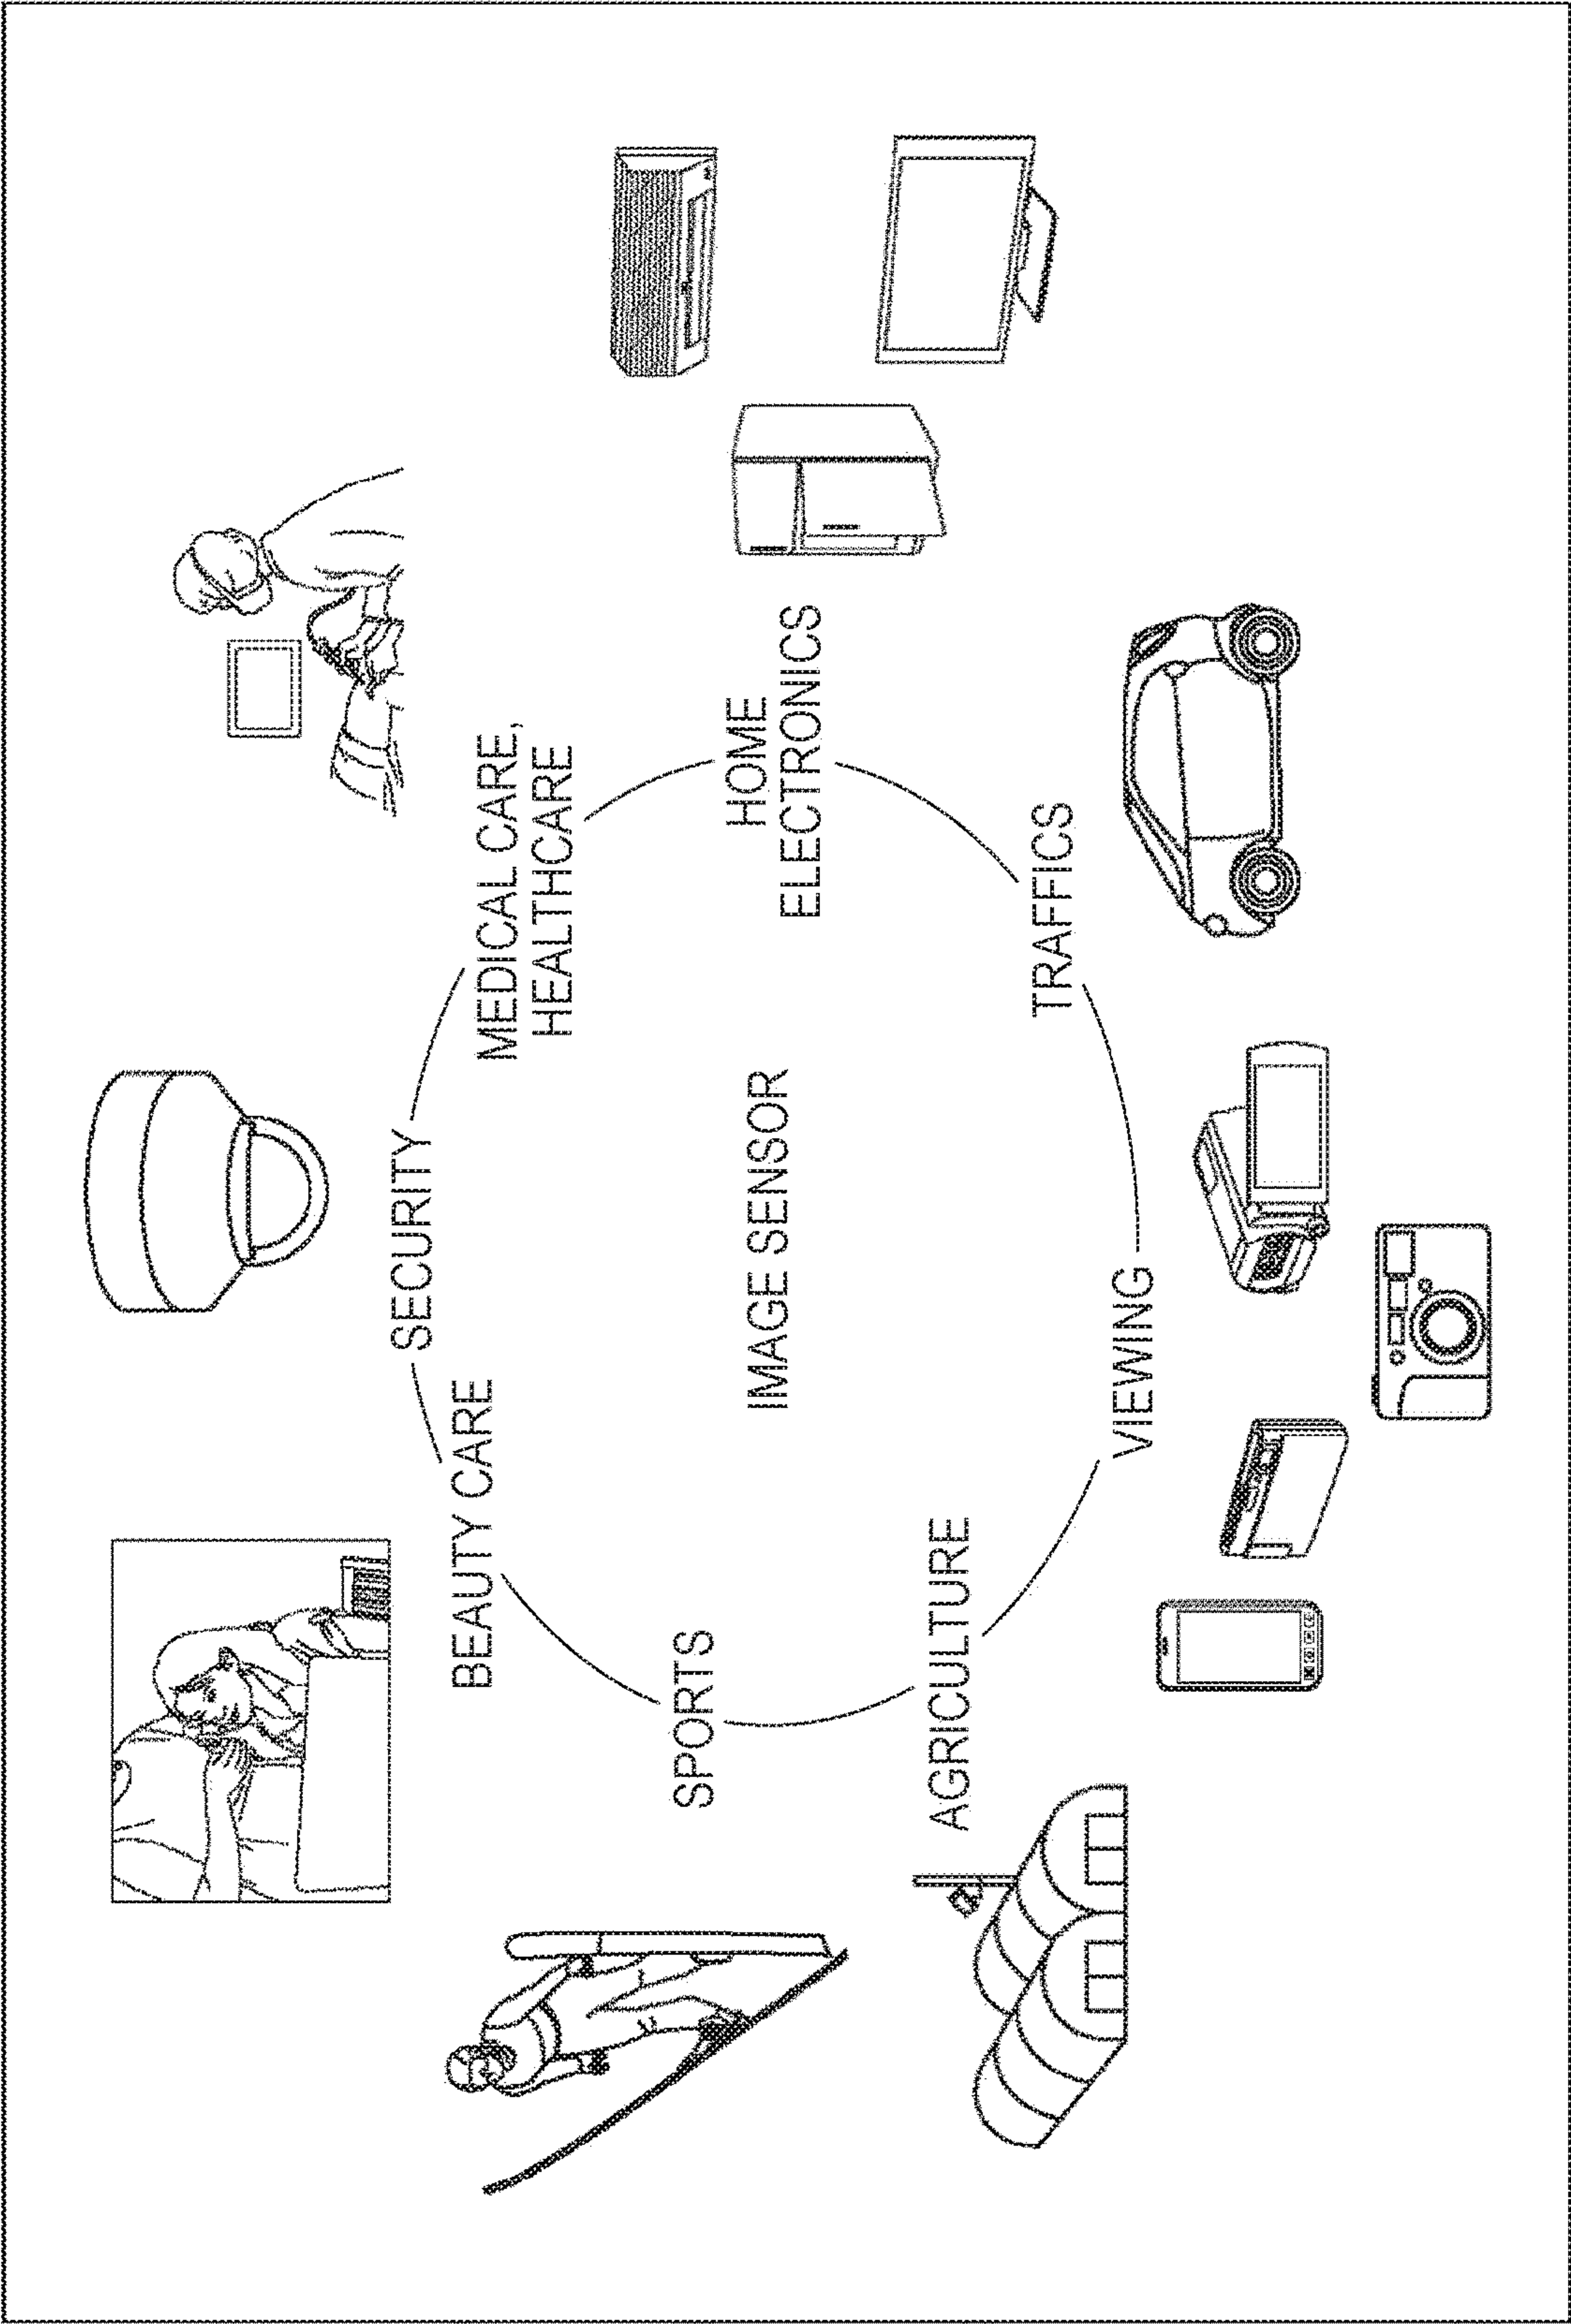 SECURITY
BEAUTY CARE
MEDICAL CARE,
HEALTHCARE
SPORTS
IMAGE SENSOR
HOME
ELECTRONICS
AGRICULTURE
TRAFFICS
VIEWING